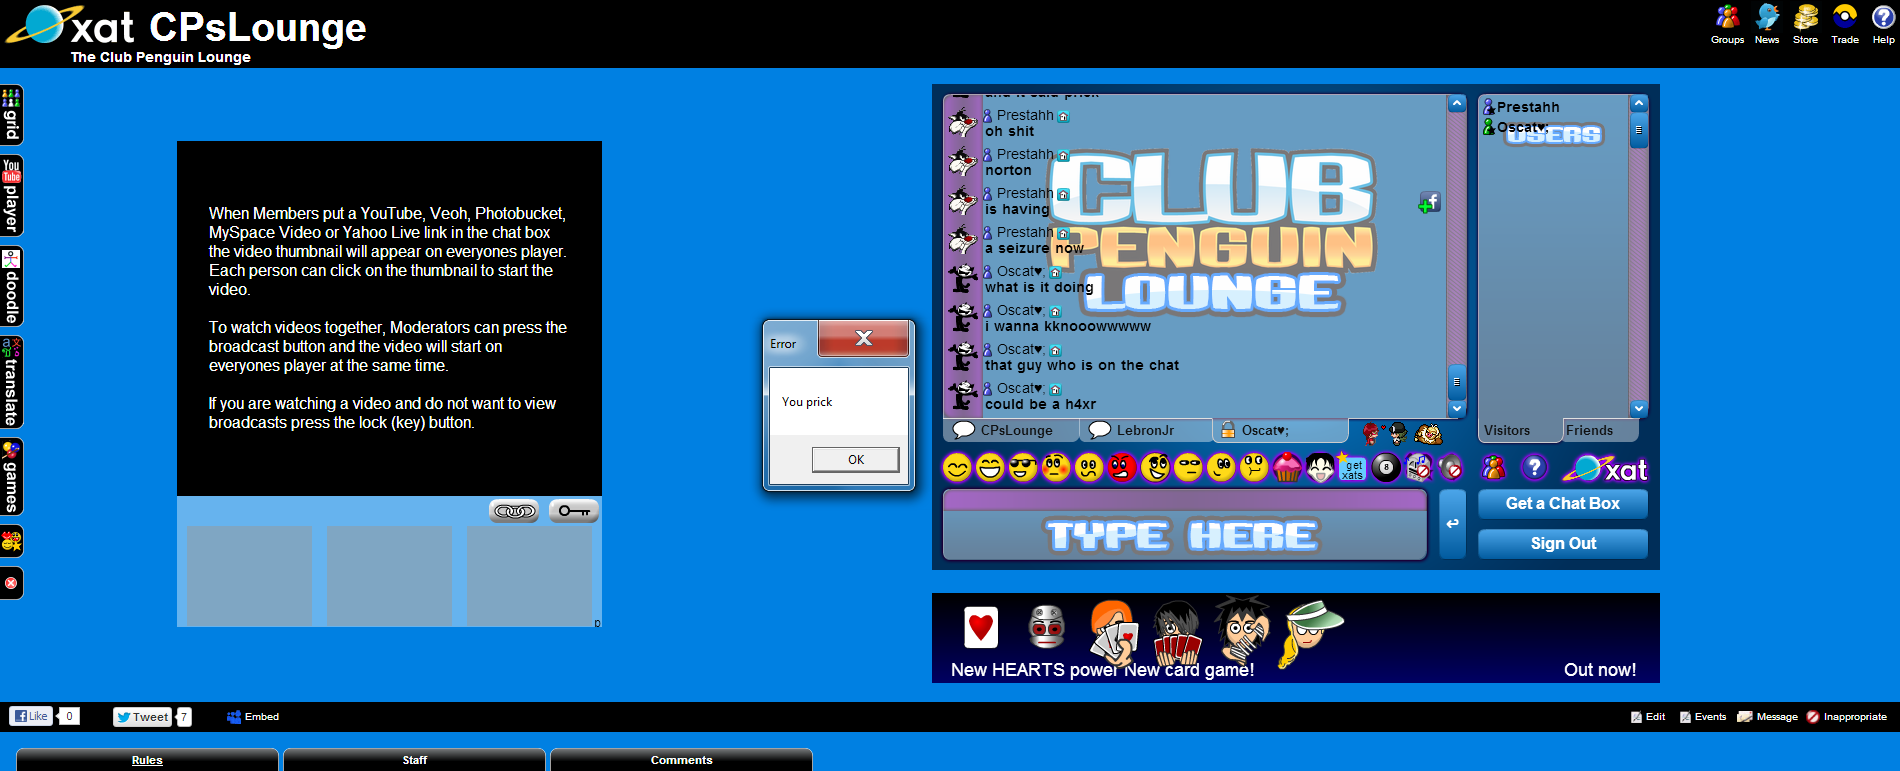 xat CPsLounge
The Club Penguin Lounge
Groups
News
Store
Trade
Help
grid
You Tube player
doodle
translate
games
When Members put a YouTube, Veoh, Photobucket,
MySpace Video or Yahoo Live link in the chat box
the video thumbnail will appear on everyones player.
Each person can click on the thumbnail to start the
video.
To watch videos together, Moderators can press the
broadcast button and the video will start on
everyones player at the same time.
If you are watching a video and do not want to view
broadcasts press the lock (key) button.
p
Error
You prick
OK
and it said prick
Prestahh
oh shit
Prestahh
norton
Prestahh
is having
Prestahh
a seizure now
Oscat♥;
what is it doing
Oscat♥;
i wanna kknooowwwww
Oscat♥;
that guy who is on the chat
Oscat♥;
could be a h4xr
CLUB
PENGUIN
LOUNGE
Prestahh
Oscat♥;
USERS
CPsLounge
LebronJr
Oscat♥;
Visitors
Friends
get
xats
8
xat
TYPE HERE
Get a Chat Box
Sign Out
New HEARTS power New card game!
Out now!
Like
0
Tweet
7
Embed
Edit
Events
Message
Inappropriate
Rules
Staff
Comments